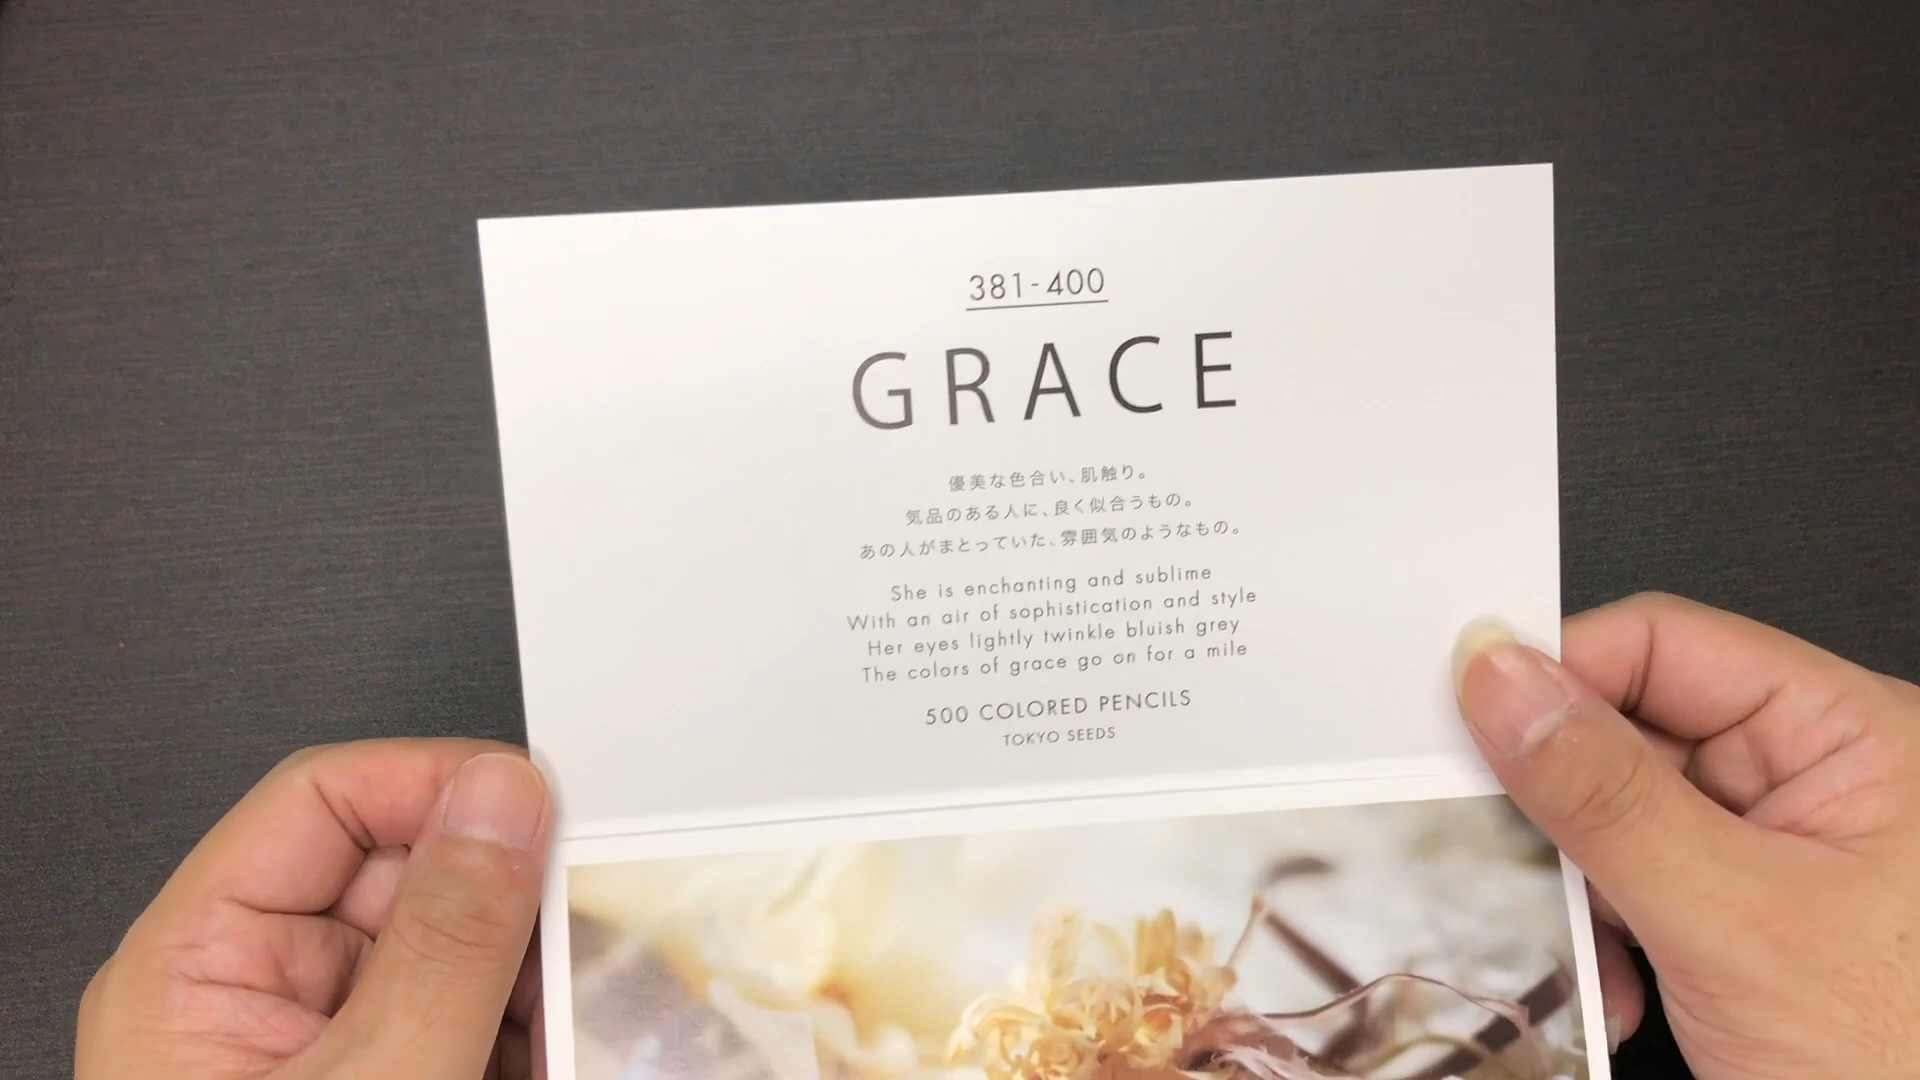 381-400
GRACE
優美な色合い、肌触り。
気品のある人に、良く似合うもの。
あの人がまとっていた、雰囲気のようなもの。
She is enchanting and sublime
With an air of sophistication and style
Her eyes lightly twinkle bluish grey
The colors of grace go on for a mile
500 COLORED PENCILS
TOKYO SEEDS